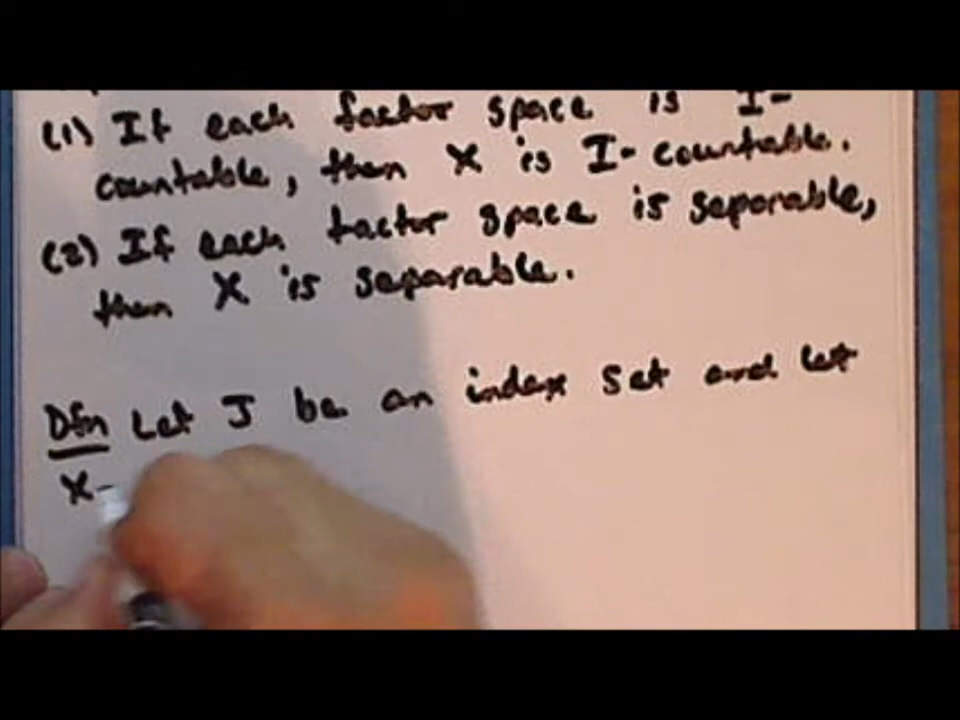 (1) If each factor space is I-
countable, then X is I-countable.
(2) If each factor space is separable,
then X is separable.
Dfn Let J be an index set and let
X